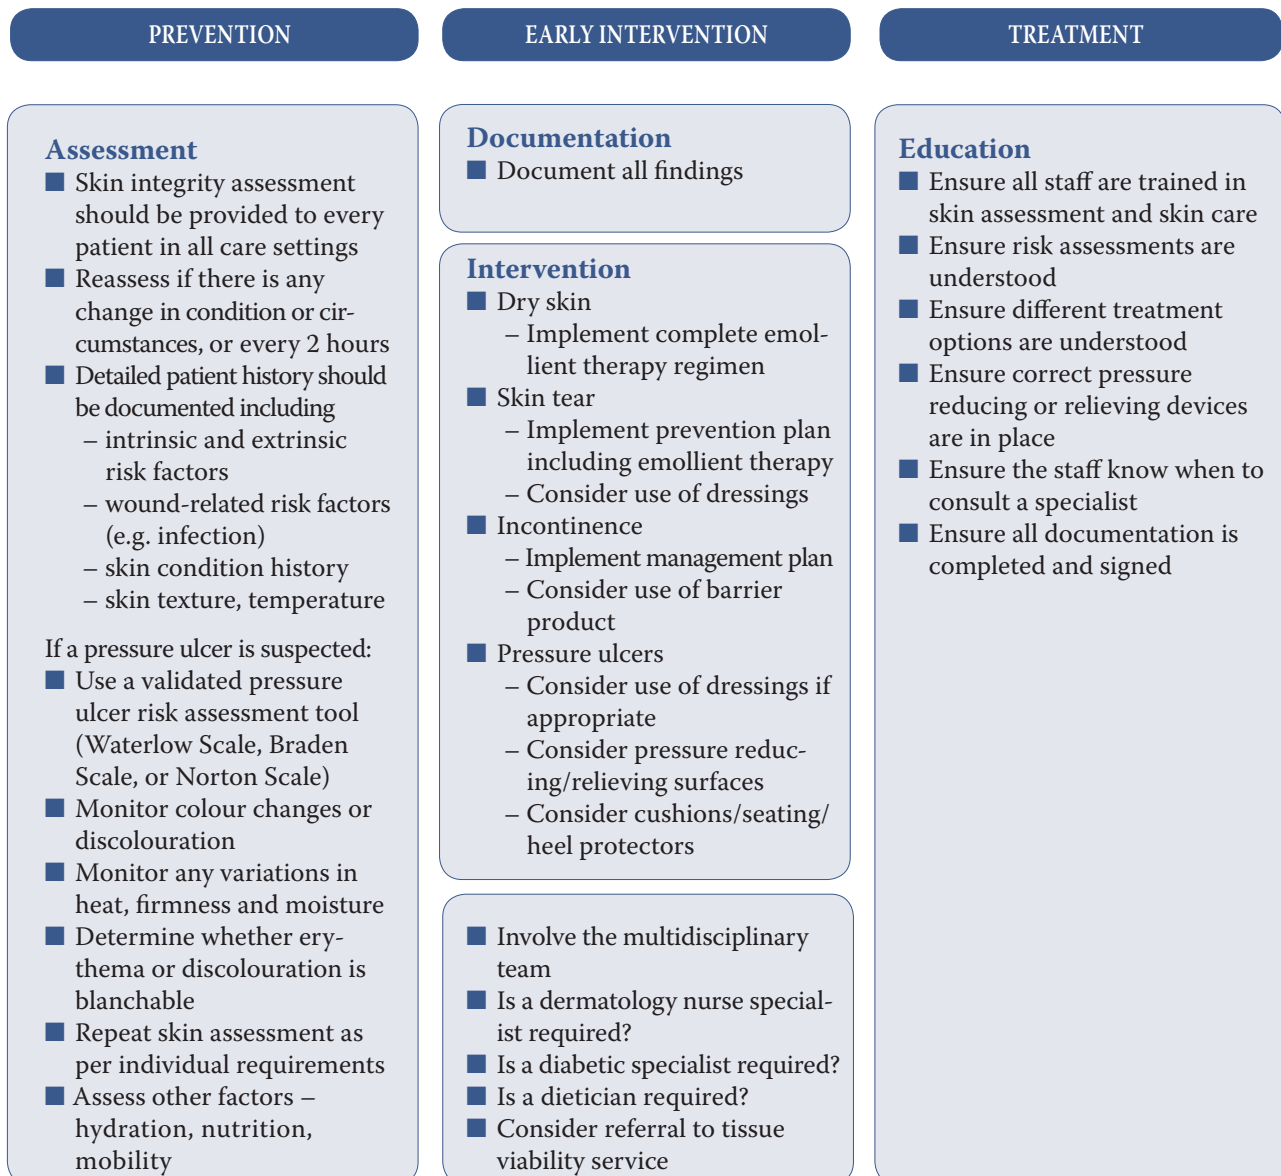 PREVENTION
EARLY INTERVENTION
TREATMENT
Assessment
■ Skin integrity assessment
should be provided to every
patient in all care settings
■ Reassess if there is any
change in condition or cir-
cumstances, or every 2 hours
■ Detailed patient history should
be documented including
– intrinsic and extrinsic
risk factors
– wound-related risk factors
(e.g. infection)
– skin condition history
– skin texture, temperature
If a pressure ulcer is suspected:
■ Use a validated pressure
ulcer risk assessment tool
(Waterlow Scale, Braden
Scale, or Norton Scale)
■ Monitor colour changes or
discolouration
■ Monitor any variations in
heat, firmness and moisture
■ Determine whether ery-
thema or discolouration is
blanchable
■ Repeat skin assessment as
per individual requirements
■ Assess other factors –
hydration, nutrition,
mobility
Documentation
■ Document all findings
Intervention
■ Dry skin
– Implement complete emol-
lient therapy regimen
■ Skin tear
– Implement prevention plan
including emollient therapy
– Consider use of dressings
■ Incontinence
– Implement management plan
– Consider use of barrier
product
■ Pressure ulcers
– Consider use of dressings if
appropriate
– Consider pressure reduc-
ing/relieving surfaces
– Consider cushions/seating/
heel protectors
■ Involve the multidisciplinary
team
■ Is a dermatology nurse special-
ist required?
■ Is a diabetic specialist required?
■ Is a dietician required?
■ Consider referral to tissue
viability service
Education
■ Ensure all staff are trained in
skin assessment and skin care
■ Ensure risk assessments are
understood
■ Ensure different treatment
options are understood
■ Ensure correct pressure
reducing or relieving devices
are in place
■ Ensure the staff know when to
consult a specialist
■ Ensure all documentation is
completed and signed